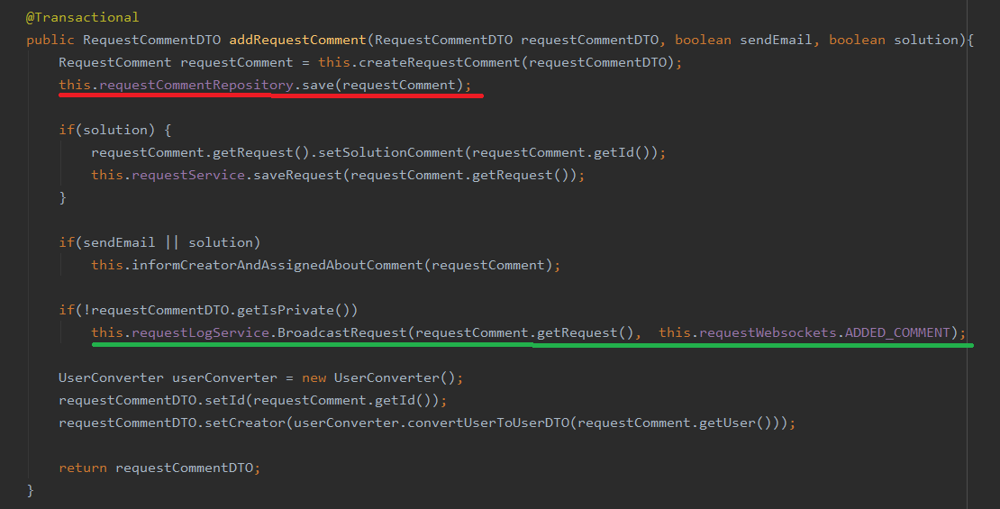 @Transactional
public RequestCommentDTO addRequestComment(RequestCommentDTO requestCommentDTO, boolean sendEmail, boolean solution){
RequestComment requestComment = this.createRequestComment(requestCommentDTO);
this.requestCommentRepository.save(requestComment);
if(solution) {
requestComment.getRequest().setSolutionComment(requestComment.getId());
this.requestService.saveRequest(requestComment.getRequest());
}
if(sendEmail || solution)
this.informCreatorAndAssignedAboutComment(requestComment);
if(!requestCommentDTO.getIsPrivate())
this.requestLogService.BroadcastRequest(requestComment.getRequest(), this.requestWebsockets.ADDED_COMMENT);
UserConverter userConverter = new UserConverter();
requestCommentDTO.setId(requestComment.getId());
requestCommentDTO.setCreator(userConverter.convertUserToUserDTO(requestComment.getUser()));
return requestCommentDTO;
}